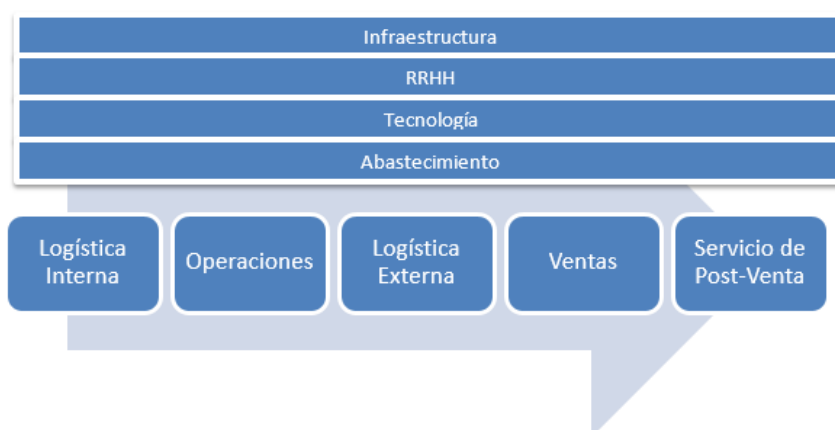 Infraestructura
RRHH
Tecnología
Abastecimiento
Logística
Interna
Operaciones
Logística
Externa
Ventas
Servicio de
Post-Venta